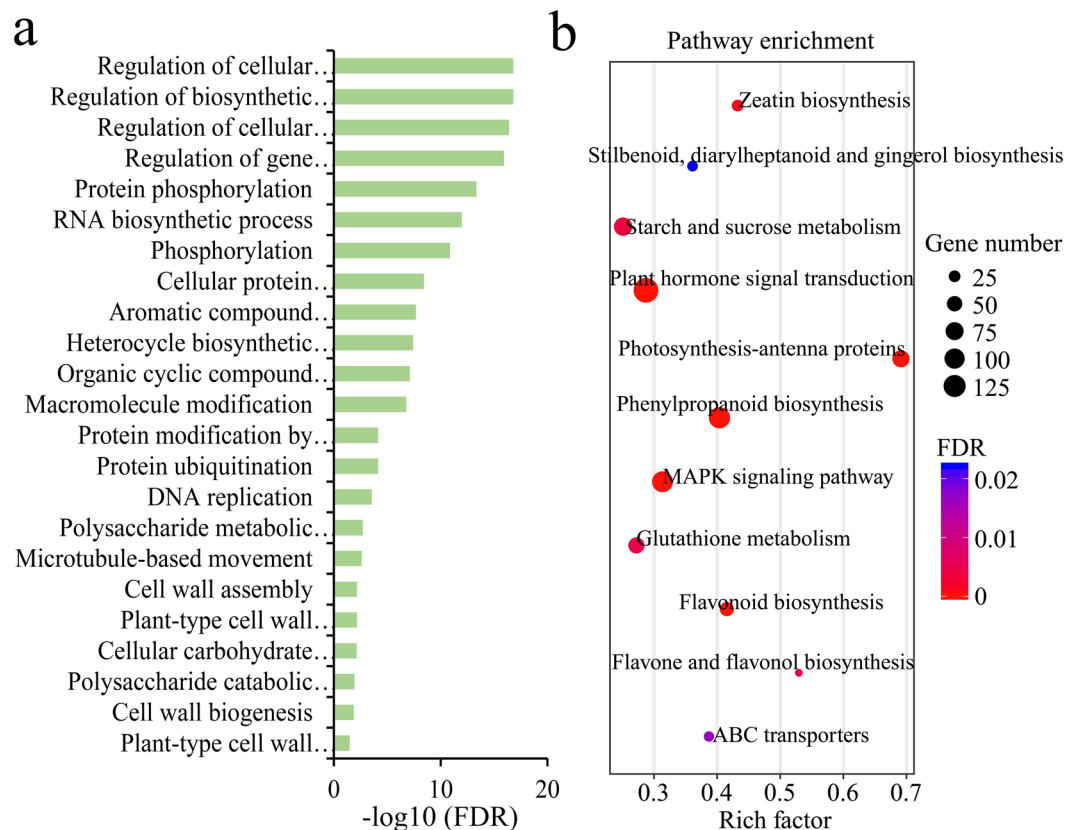 a
Regulation of cellular…
Regulation of biosynthetic…
Regulation of cellular…
Regulation of gene…
Protein phosphorylation
RNA biosynthetic process
Phosphorylation
Cellular protein…
Aromatic compound…
Heterocycle biosynthetic…
Organic cyclic compound…
Macromolecule modification
Protein modification by…
Protein ubiquitination
DNA replication
Polysaccharide metabolic…
Microtubule-based movement
Cell wall assembly
Plant-type cell wall…
Cellular carbohydrate…
Polysaccharide catabolic…
Cell wall biogenesis
Plant-type cell wall…
0 10 20
-log10 (FDR)
b
Pathway enrichment
Zeatin biosynthesis
Stilbenoid, diarylheptanoid and gingerol biosynthesis
Starch and sucrose metabolism
Plant hormone signal transduction
Photosynthesis-antenna proteins
Phenylpropanoid biosynthesis
MAPK signaling pathway
Glutathione metabolism
Flavonoid biosynthesis
Flavone and flavonol biosynthesis
ABC transporters
0.3 0.4 0.5 0.6 0.7
Rich factor
Gene number
25
50
75
100
125
FDR
0.02
0.01
0